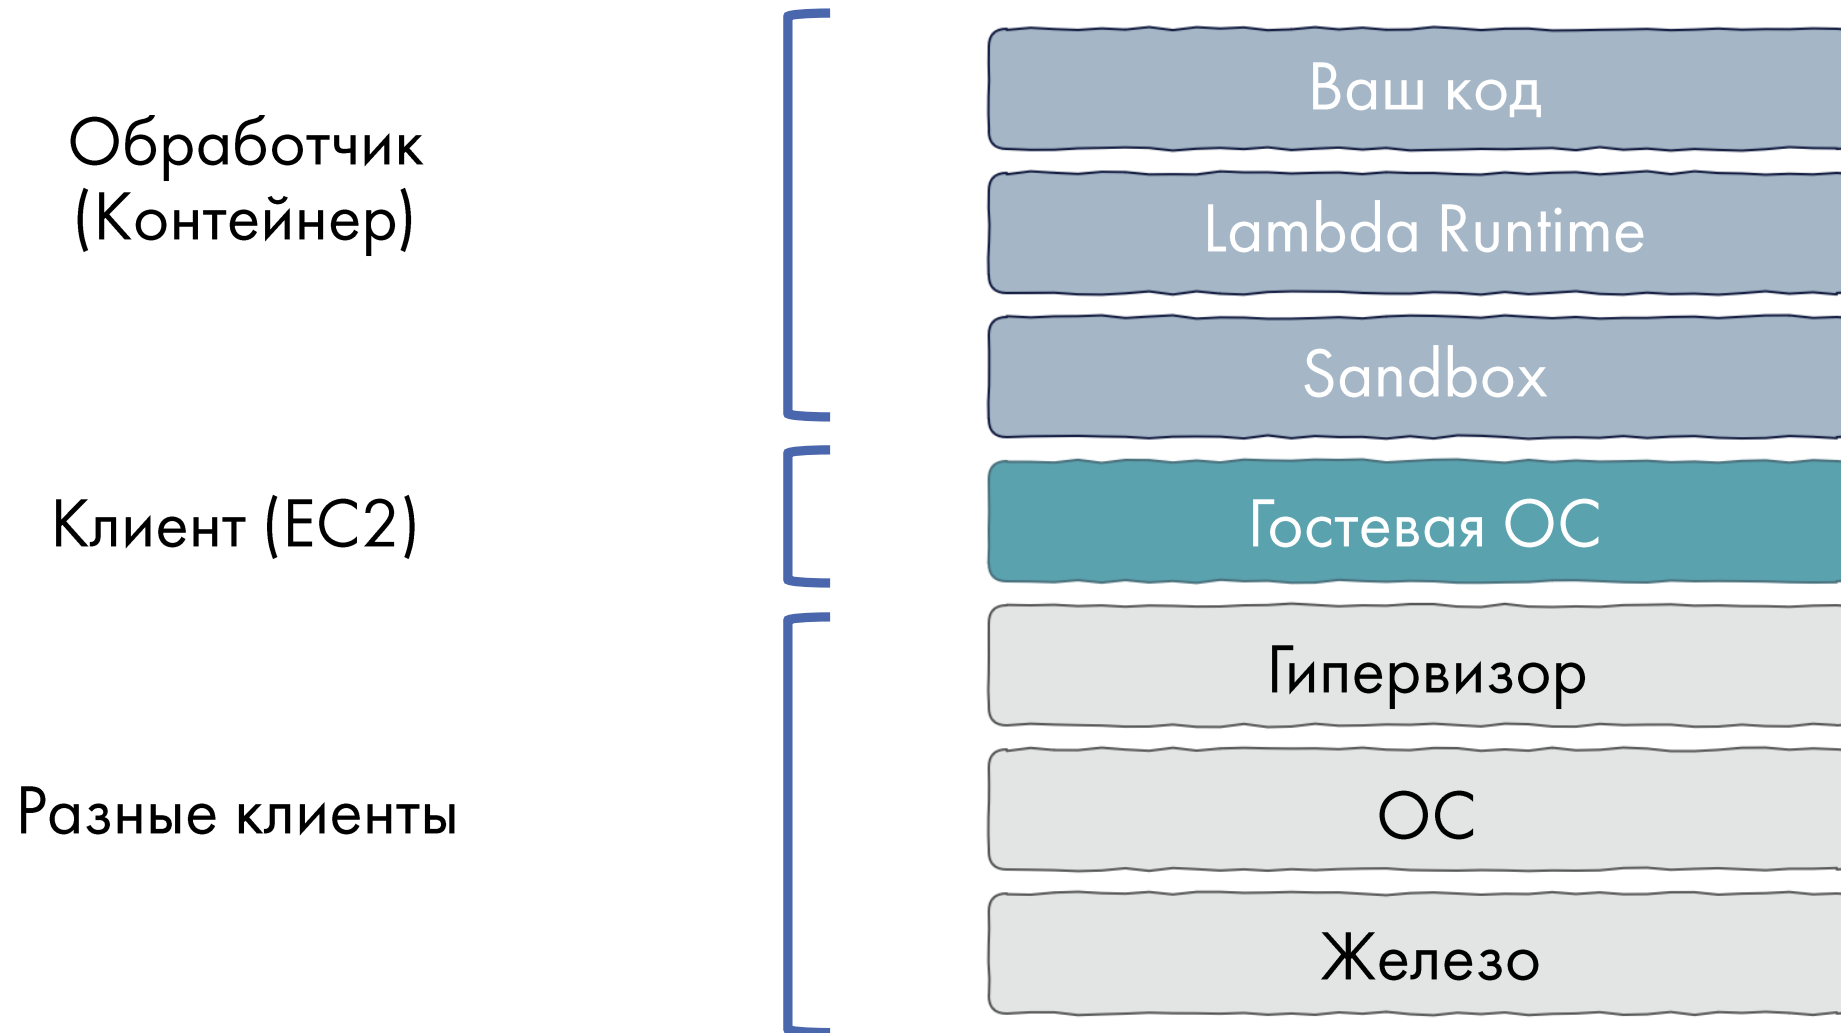 Обработчик
(Контейнер)
Ваш код
Lambda Runtime
Sandbox
Клиент (EC2)
Гостевая ОС
Разные клиенты
Гипервизор
ОС
Железо